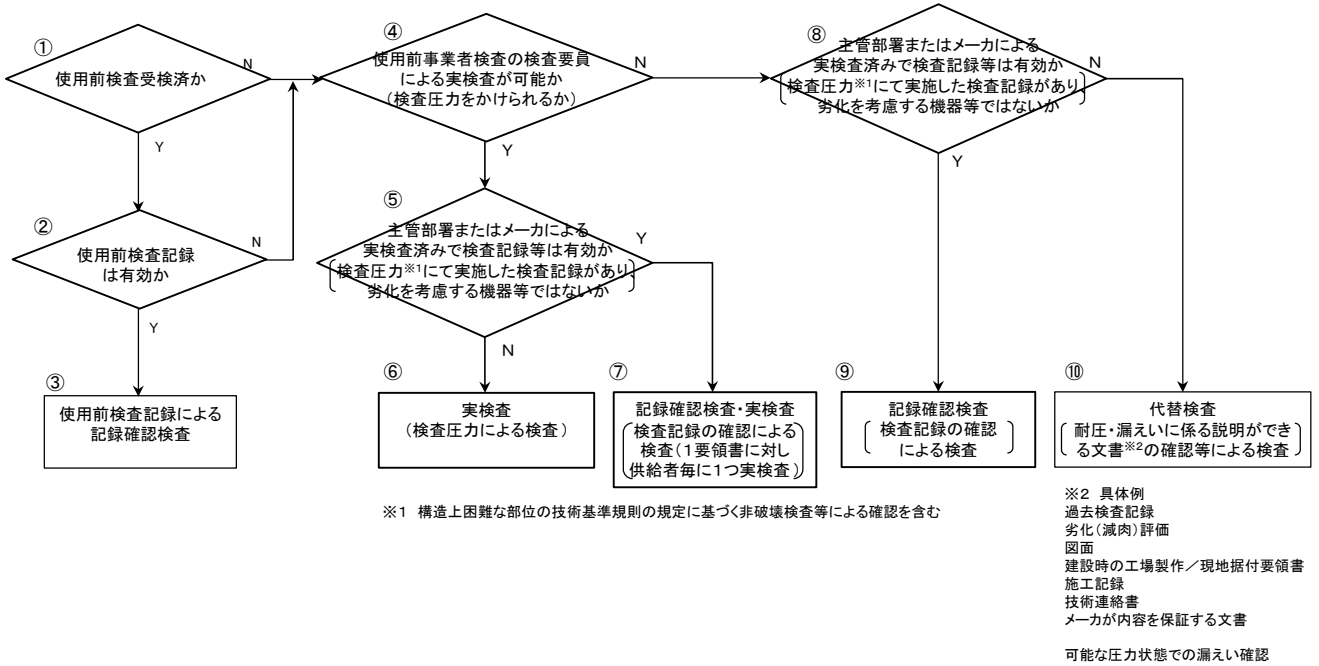 ①
使用前検査受検済か
N
Y
②
使用前検査記録
は有効か
N
Y
③
使用前検査記録による
記録確認検査
④
使用前事業者検査の検査要員
による実検査が可能か
(検査圧力をかけられるか)
N
Y
⑤
主管部署またはメーカによる
実検査済みで検査記録等は有効か
検査圧力※1にて実施した検査記録があり、
劣化を考慮する機器等ではないか
Y
N
⑥
実検査
(検査圧力による検査)
⑦
記録確認検査・実検査
検査記録の確認による
検査(1要領書に対し
供給者毎に1つ実検査)
⑧
主管部署またはメーカによる
実検査済みで検査記録等は有効か
検査圧力※1にて実施した検査記録があり、
劣化を考慮する機器等ではないか
N
Y
⑨
記録確認検査
検査記録の確認
による検査
⑩
代替検査
耐圧・漏えいに係る説明ができ
る文書※2の確認等による検査
※1 構造上困難な部位の技術基準規則の規定に基づく非破壊検査等による確認を含む
※2 具体例
過去検査記録
劣化(減肉)評価
図面
建設時の工場製作/現地据付要領書
施工記録
技術連絡書
メーカが内容を保証する文書
可能な圧力状態での漏えい確認